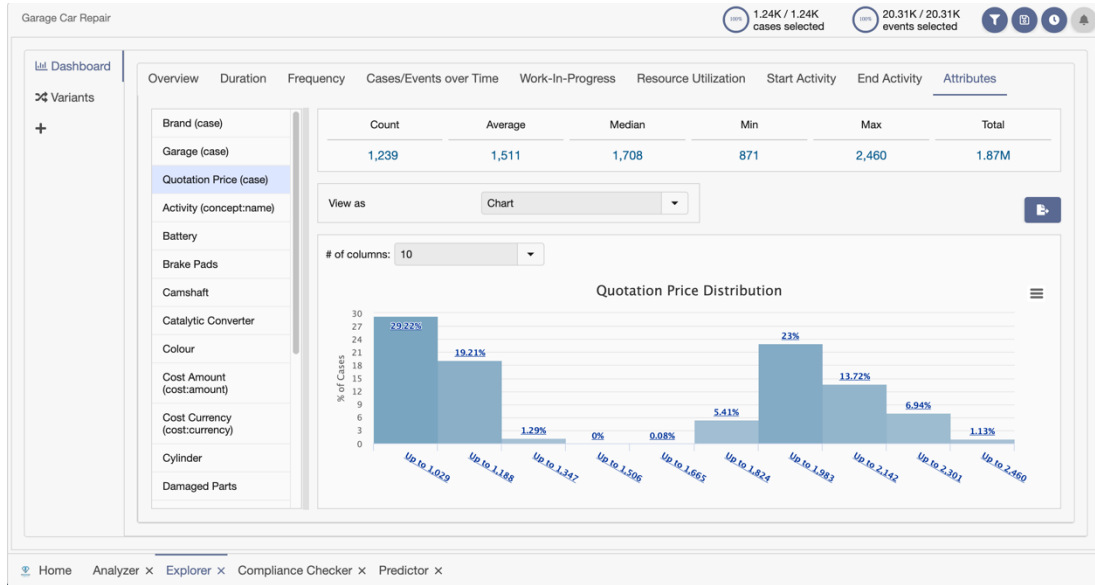 Garage Car Repair
100%
1.24K / 1.24K
cases selected
100%
20.31K / 20.31K
events selected
Dashboard
Variants
Overview Duration Frequency Cases/Events over Time Work-In-Progress Resource Utilization Start Activity End Activity Attributes
Brand (case)
Garage (case)
Quotation Price (case)
Activity (concept:name)
Battery
Brake Pads
Camshaft
Catalytic Converter
Colour
Cost Amount
(cost:amount)
Cost Currency
(cost:currency)
Cylinder
Damaged Parts
Count Average Median Min Max Total
1,239 1,511 1,708 871 2,460 1.87M
View as Chart
# of columns: 10
Quotation Price Distribution
% of Cases
30
27
24
21
18
15
12
9
6
3
0
29.22%
19.21%
1.29%
0%
0.08%
5.41%
23%
13.72%
6.94%
1.13%
Up to 1,029
Up to 1,188
Up to 1,347
Up to 1,506
Up to 1,665
Up to 1,824
Up to 1,983
Up to 2,142
Up to 2,301
Up to 2,460
Home Analyzer × Explorer × Compliance Checker × Predictor ×